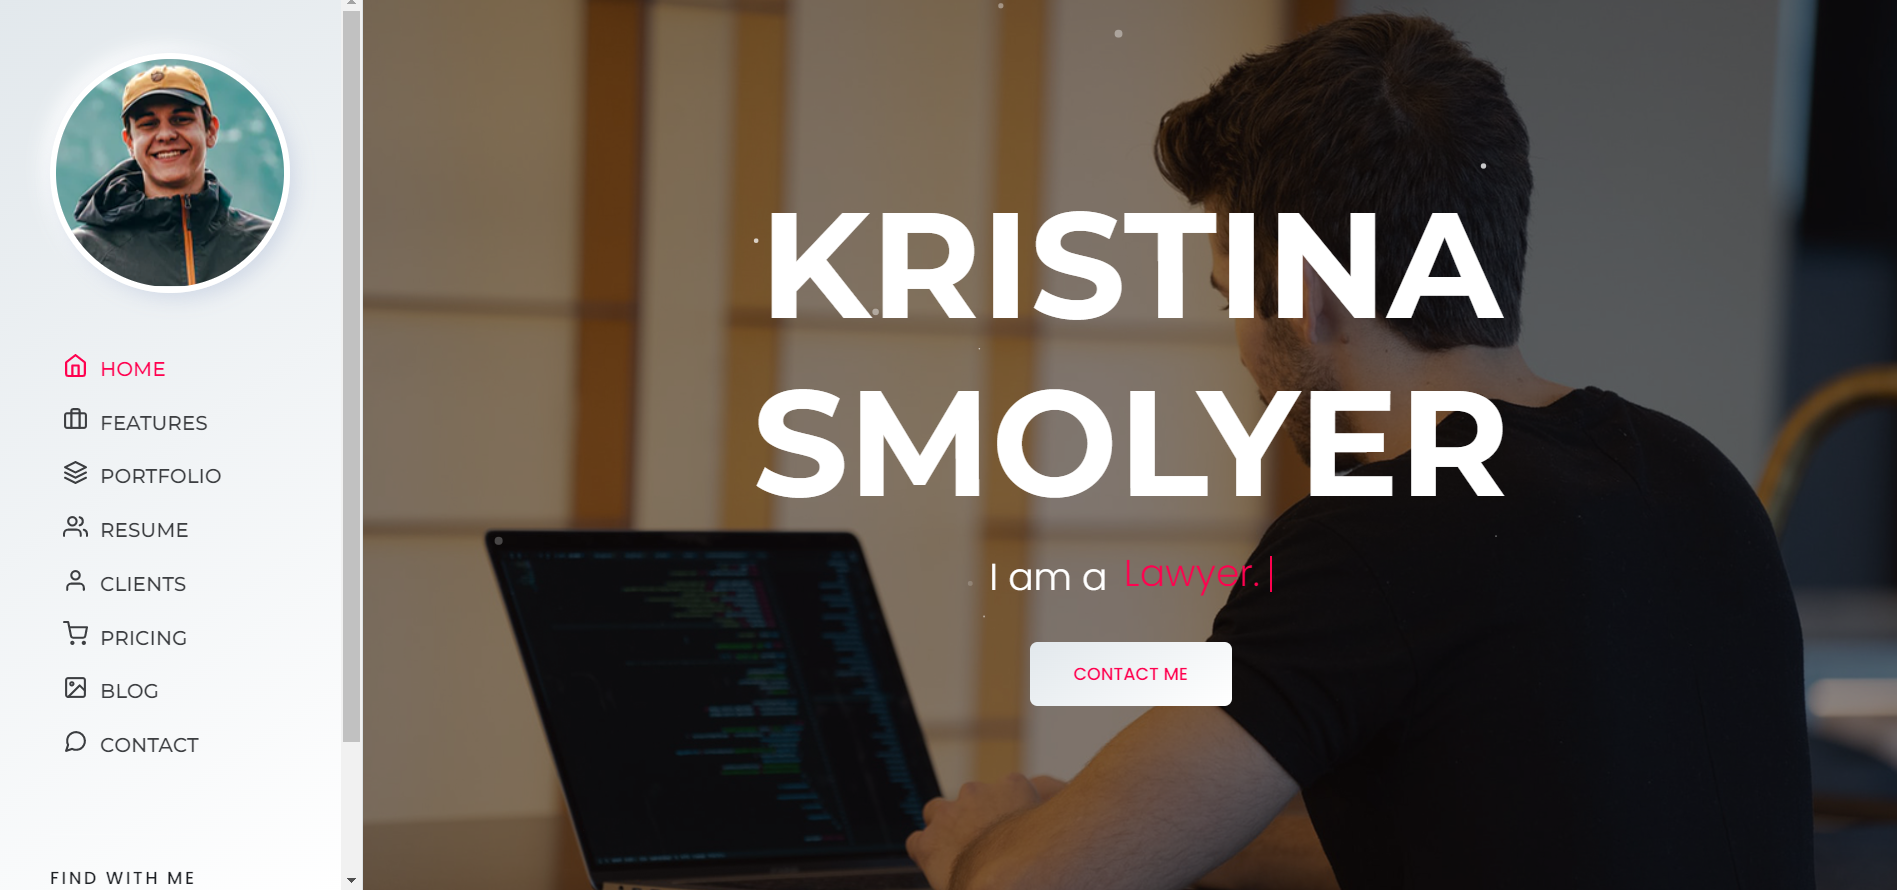 HOME
FEATURES
PORTFOLIO
RESUME
CLIENTS
PRICING
BLOG
CONTACT
FIND WITH ME
KRISTINA
SMOLYER
I am a Lawyer.
CONTACT ME